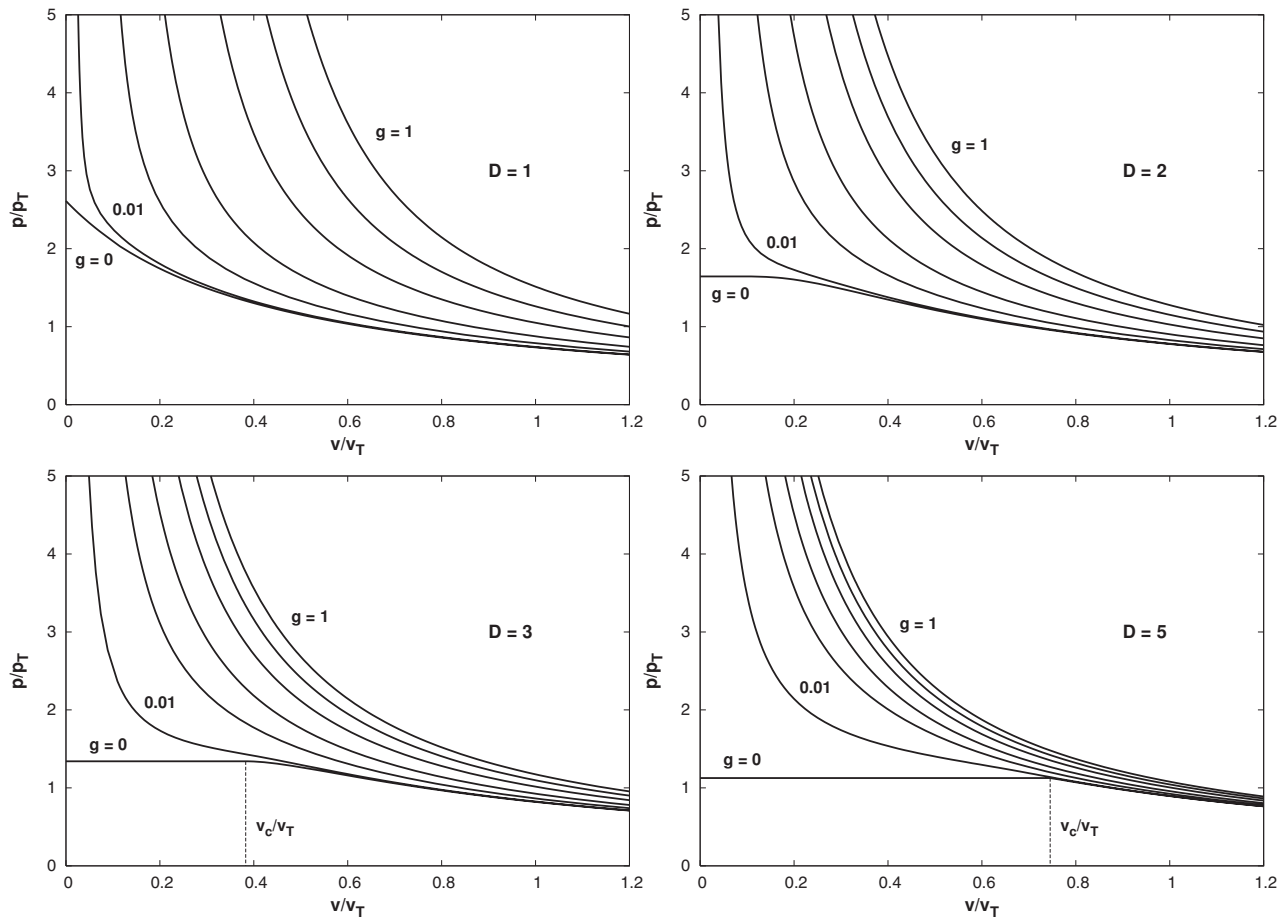 5
4
3
2
1
0
p/pT
g = 1
D = 1
0.01
g = 0
0 0.2 0.4 0.6 0.8 1 1.2
v/vT
5
4
3
2
1
0
p/pT
g = 1
D = 2
0.01
g = 0
0 0.2 0.4 0.6 0.8 1 1.2
v/vT
5
4
3
2
1
0
p/pT
g = 1
D = 3
0.01
g = 0
vc/vT
0 0.2 0.4 0.6 0.8 1 1.2
v/vT
5
4
3
2
1
0
p/pT
g = 1
D = 5
0.01
g = 0
vc/vT
0 0.2 0.4 0.6 0.8 1 1.2
v/vT